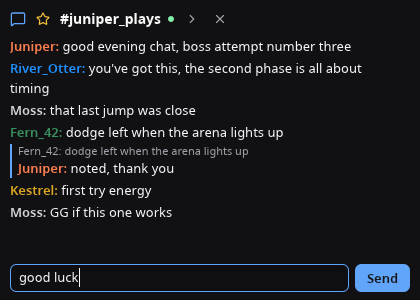 #juniper_plays
Juniper: good evening chat, boss attempt number three
River_Otter: you've got this, the second phase is all about
timing
Moss: that last jump was close
Fern_42: dodge left when the arena lights up
Fern_42: dodge left when the arena lights up
Juniper: noted, thank you
Kestrel: first try energy
Moss: GG if this one works
good luck
Send